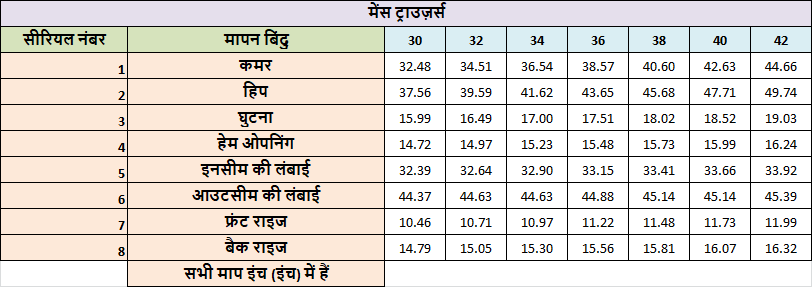 मेंस ट्राउज़र्स
सीरियल नंबर मापन बिंदु 30 32 34 36 38 40 42
1 कमर 32.48 34.51 36.54 38.57 40.60 42.63 44.66
2 हिप 37.56 39.59 41.62 43.65 45.68 47.71 49.74
3 घुटना 15.99 16.49 17.00 17.51 18.02 18.52 19.03
4 हेम ओपनिंग 14.72 14.97 15.23 15.48 15.73 15.99 16.24
5 इनसीम की लंबाई 32.39 32.64 32.90 33.15 33.41 33.66 33.92
6 आउटसीम की लंबाई 44.37 44.63 44.63 44.88 45.14 45.14 45.39
7 फ्रंट राइज 10.46 10.71 10.97 11.22 11.48 11.73 11.99
8 बैक राइज 14.79 15.05 15.30 15.56 15.81 16.07 16.32
सभी माप इंच (इंच) में हैं